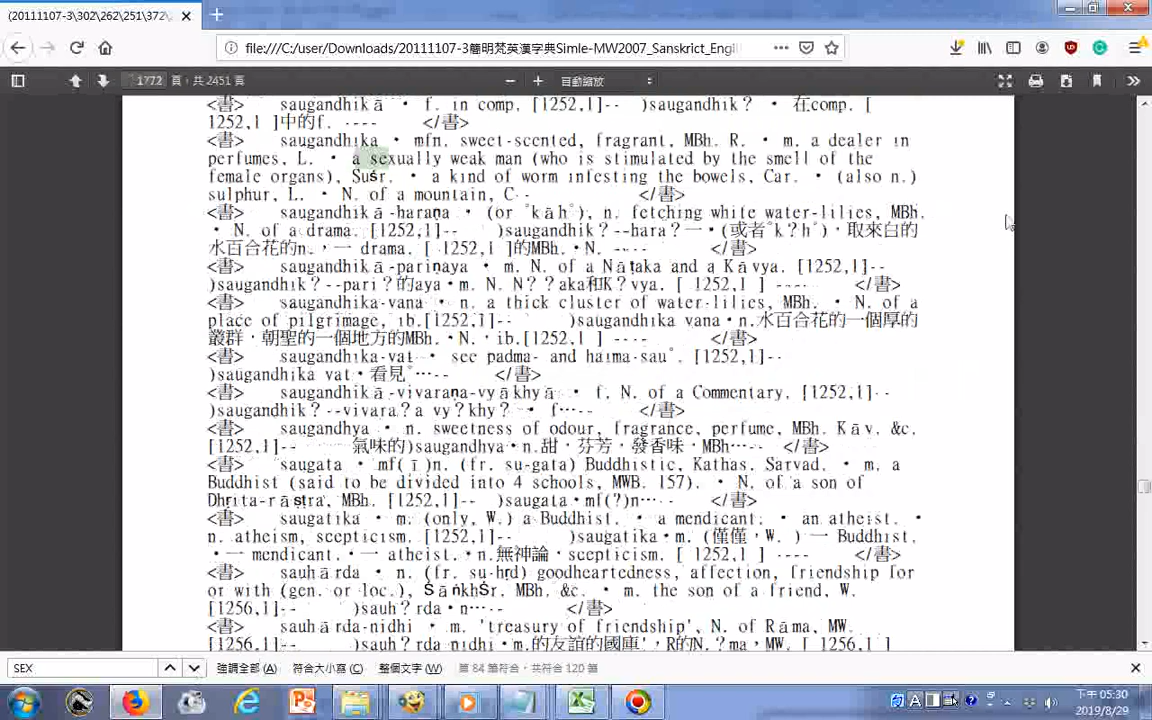 (20111107-3\302\262\251\372\
file:///C:/user/Downloads/20111107-3簡明梵英漢字典Simle-MW2007_Sanskrict_Engl
1772 頁，共 2451 頁
自動縮放
<書> saugandhikā • f. in comp. [1252,1]-- )saugandhik? • 在comp. [
1252,1 ]中的f. ---- </書>
<書> saugandhika • mfn. sweet-scented, fragrant, MBh. R. • m. a dealer in
perfumes, L. • a sexually weak man (who is stimulated by the smell of the
female organs), Suśr. • a kind of worm infesting the bowels, Car. • (also n.)
sulphur, L. • N. of a mountain, C-- </書>
<書> saugandhikā-haraṇa • (or °kāh°), n. fetching white water-lilies, MBh.
• N. of a drama. [1252,1]-- )saugandhik?--hara?一•(或者°k?h°)，取來白的
水百合花的n.，一 drama. [ 1252,1 ]的MBh.•N. ---- </書>
<書> saugandhikā-pariṇaya • m. N. of a Nāṭaka and a Kāvya. [1252,1]--
)saugandhik?--pari?的aya•m. N. N??aka和K?vya. [ 1252,1 ] ---- </書>
<書> saugandhika-vana • n. a thick cluster of water-lilies, MBh. • N. of a
place of pilgrimage, ib.[1252,1]-- )saugandhika vana•n.水百合花的一個厚的
叢群，朝聖的一個地方的MBh.•N.，ib.[1252,1 ] ---- </書>
<書> saugandhika-vat • see padma- and haima-sau°. [1252,1]--
)saugandhika vat•看見°…-- </書>
<書> saugandhikā-vivaraṇa-vyākhyā • f. N. of a Commentary. [1252,1]--
)saugandhik?--vivara?a vy?khy? • f…-- </書>
<書> saugandhya • n. sweetness of odour, fragrance, perfume, MBh. Kāv. &c.
[1252,1]-- 氣味的)saugandhya•n.甜，芬芳，發香味，MBh…-- </書>
<書> saugata • mf(ī)n. (fr. su-gata) Buddhistic, Kathas. Sarvad. • m. a
Buddhist (said to be divided into 4 schools, MWB. 157). • N. of a son of
Dhṛita-rāṣṭra, MBh. [1252,1]-- )saugata•mf(?)n…-- </書>
<書> saugatika • m. (only, W.) a Buddhist. • a mendicant. • an atheist. •
n. atheism, scepticism. [1252,1]-- )saugatika•m. (僅僅，W. ) 一 Buddhist.
•一 mendicant.•一 atheist.•n.無神論，scepticism. [ 1252,1 ] ---- </書>
<書> sauhārda • n. (fr. su-hṛd) goodheartedness, affection, friendship for
or with (gen. or loc.), ŚāṅkhŚr. MBh. &c. • m. the son of a friend, W.
[1256,1]-- )sauh?rda•n…-- </書>
<書> sauhārda-nidhi • m. 'treasury of friendship', N. of Rāma, MW.
[1256,1]-- )sauh?rda nidhi•m.的友誼的國庫'，R的N.?ma，MW. [ 1256,1 ]
SEX 強調全部(A) 符合大小寫(C) 整個文字(W) 第 84 筆符合，共符合 120 筆
下午 05:30
2019/8/29